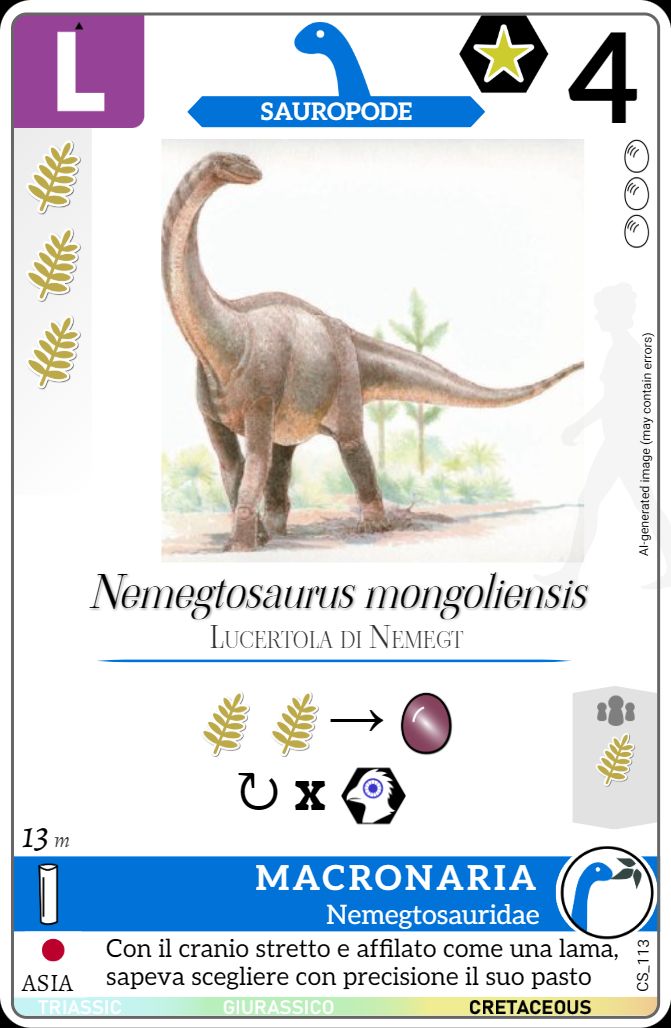 L
SAUROPODE
4
AI-generated image (may contain errors)
Nemegtosaurus mongoliensis
Lucertola di Nemegt
x
13 m
MACRONARIA
Nemegtosauridae
ASIA
Con il cranio stretto e affilato come una lama,
sapeva scegliere con precisione il suo pasto
CS_113
TRIASSIC
GIURASSICO
CRETACEOUS